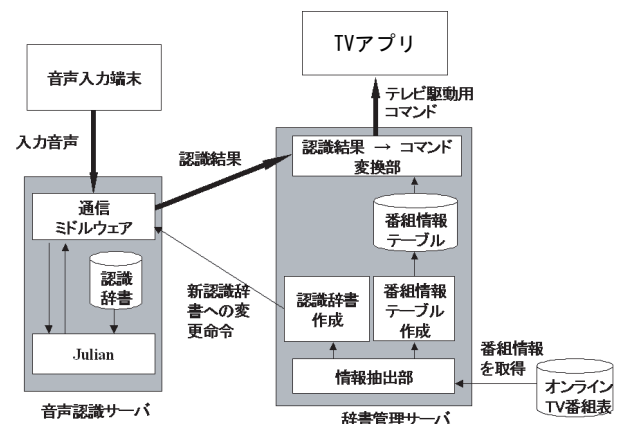 TVアプリ
音声入力端末
テレビ駆動用
コマンド
入力音声
認識結果
認識結果 → コマンド
変換部
通信
ミドルウェア
番組情報
テーブル
認識
辞書
新認識辞
書への変
更命令
認識辞書
作成
番組情報
テーブル
作成
Julian
情報抽出部
番組情報
を取得
オンライン
TV番組表
音声認識サーバ
辞書管理サーバ